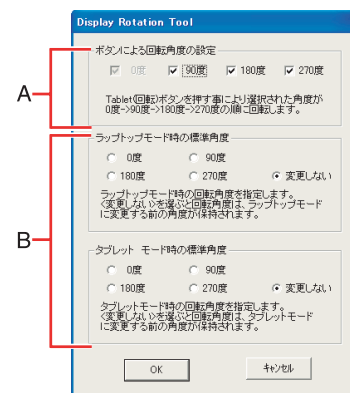 Display Rotation Tool
ボタンによる回転角度の設定
0度 90度 180度 270度
Tablet(回転)ボタンを押す事により選択された角度が
0度->90度->180度->270度の順に回転します。
A
ラップトップモード時の標準角度
0度 90度
180度 270度 変更しない
ラップトップモード時の回転角度を指定します。
<変更しない>を選ぶと回転角度は、ラップトップモード
に変更する前の角度が保持されます。
B
タブレット モード時の標準角度
0度 90度
180度 270度 変更しない
タブレットモード時の回転角度を指定します。
<変更しない>を選ぶと回転角度は、タブレットモード
に変更する前の角度が保持されます。
OK キャンセル